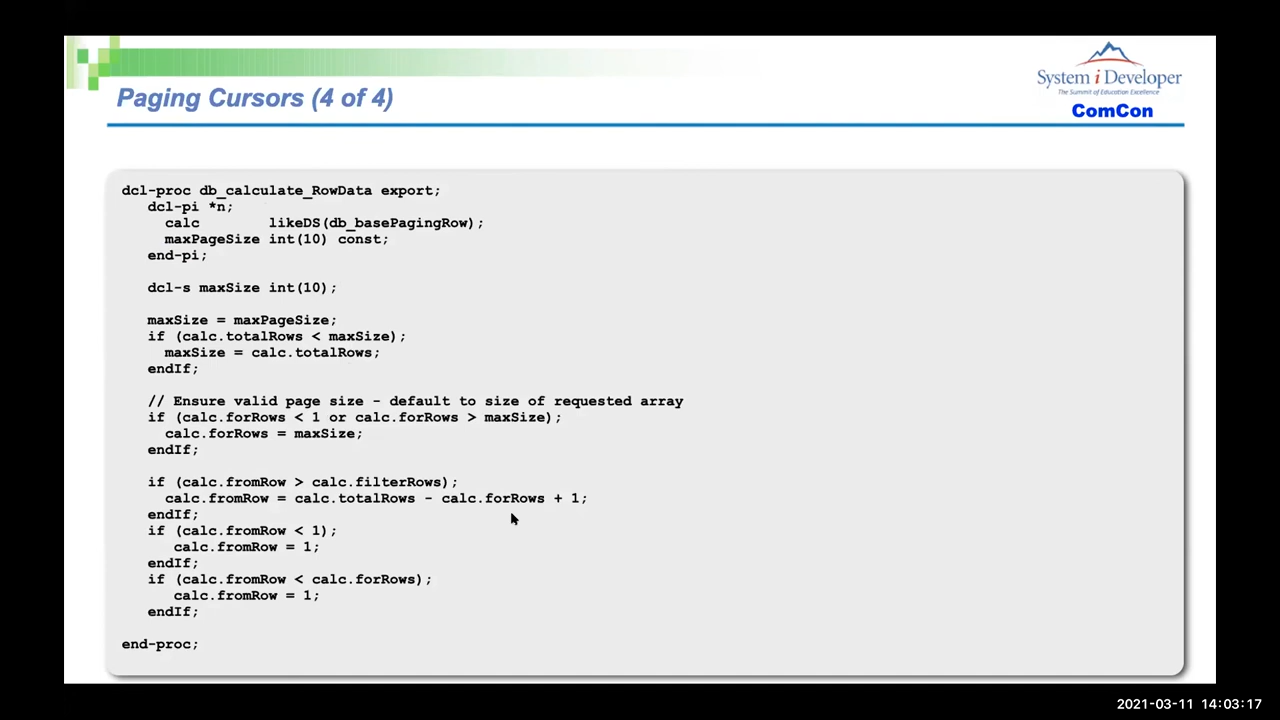 Paging Cursors (4 of 4)
System i Developer
The Summit of Education Excellence
ComCon
dcl-proc db_calculate_RowData export;
   dcl-pi *n;
     calc        likeDS(db_basePagingRow);
     maxPageSize int(10) const;
   end-pi;

   dcl-s maxSize int(10);

   maxSize = maxPageSize;
   if (calc.totalRows < maxSize);
     maxSize = calc.totalRows;
   endIf;

   // Ensure valid page size - default to size of requested array
   if (calc.forRows < 1 or calc.forRows > maxSize);
     calc.forRows = maxSize;
   endIf;

   if (calc.fromRow > calc.filterRows);
     calc.fromRow = calc.totalRows - calc.forRows + 1;
   endIf;
   if (calc.fromRow < 1);
      calc.fromRow = 1;
   endIf;
   if (calc.fromRow < calc.forRows);
      calc.fromRow = 1;
   endIf;

end-proc;
2021-03-11 14:03:17